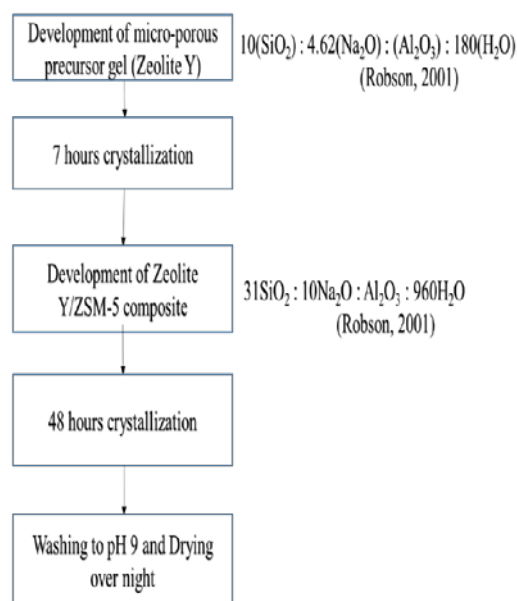 Development of micro-porous
precursor gel (Zeolite Y)
10(SiO₂) : 4.62(Na₂O) : (Al₂O₃) : 180(H₂O)
(Robson, 2001)
7 hours crystallization
Development of Zeolite
Y/ZSM-5 composite
31SiO₂ : 10Na₂O : Al₂O₃ : 960H₂O
(Robson, 2001)
48 hours crystallization
Washing to pH 9 and Drying
over night